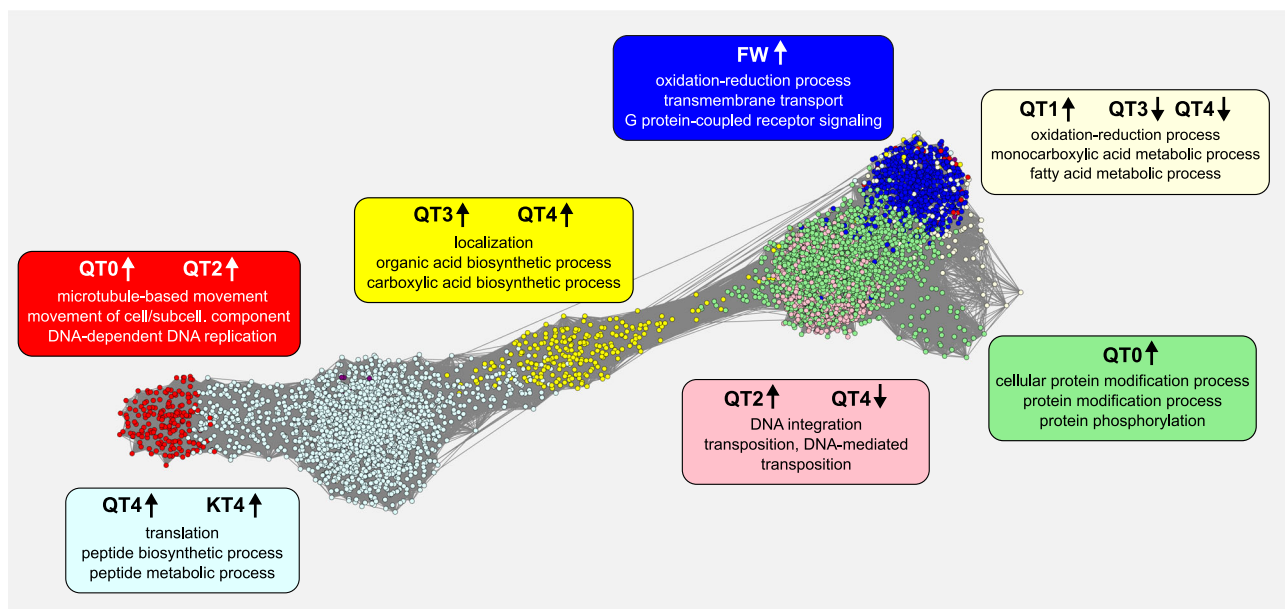 FW↑
oxidation-reduction process
transmembrane transport
G protein-coupled receptor signaling
QT1↑ QT3↓ QT4↓
oxidation-reduction process
monocarboxylic acid metabolic process
fatty acid metabolic process
QT3↑ QT4↑
localization
organic acid biosynthetic process
carboxylic acid biosynthetic process
QT0↑ QT2↑
microtubule-based movement
movement of cell/subcell. component
DNA-dependent DNA replication
QT0↑
cellular protein modification process
protein modification process
protein phosphorylation
QT2↑ QT4↓
DNA integration
transposition, DNA-mediated
transposition
QT4↑ KT4↑
translation
peptide biosynthetic process
peptide metabolic process